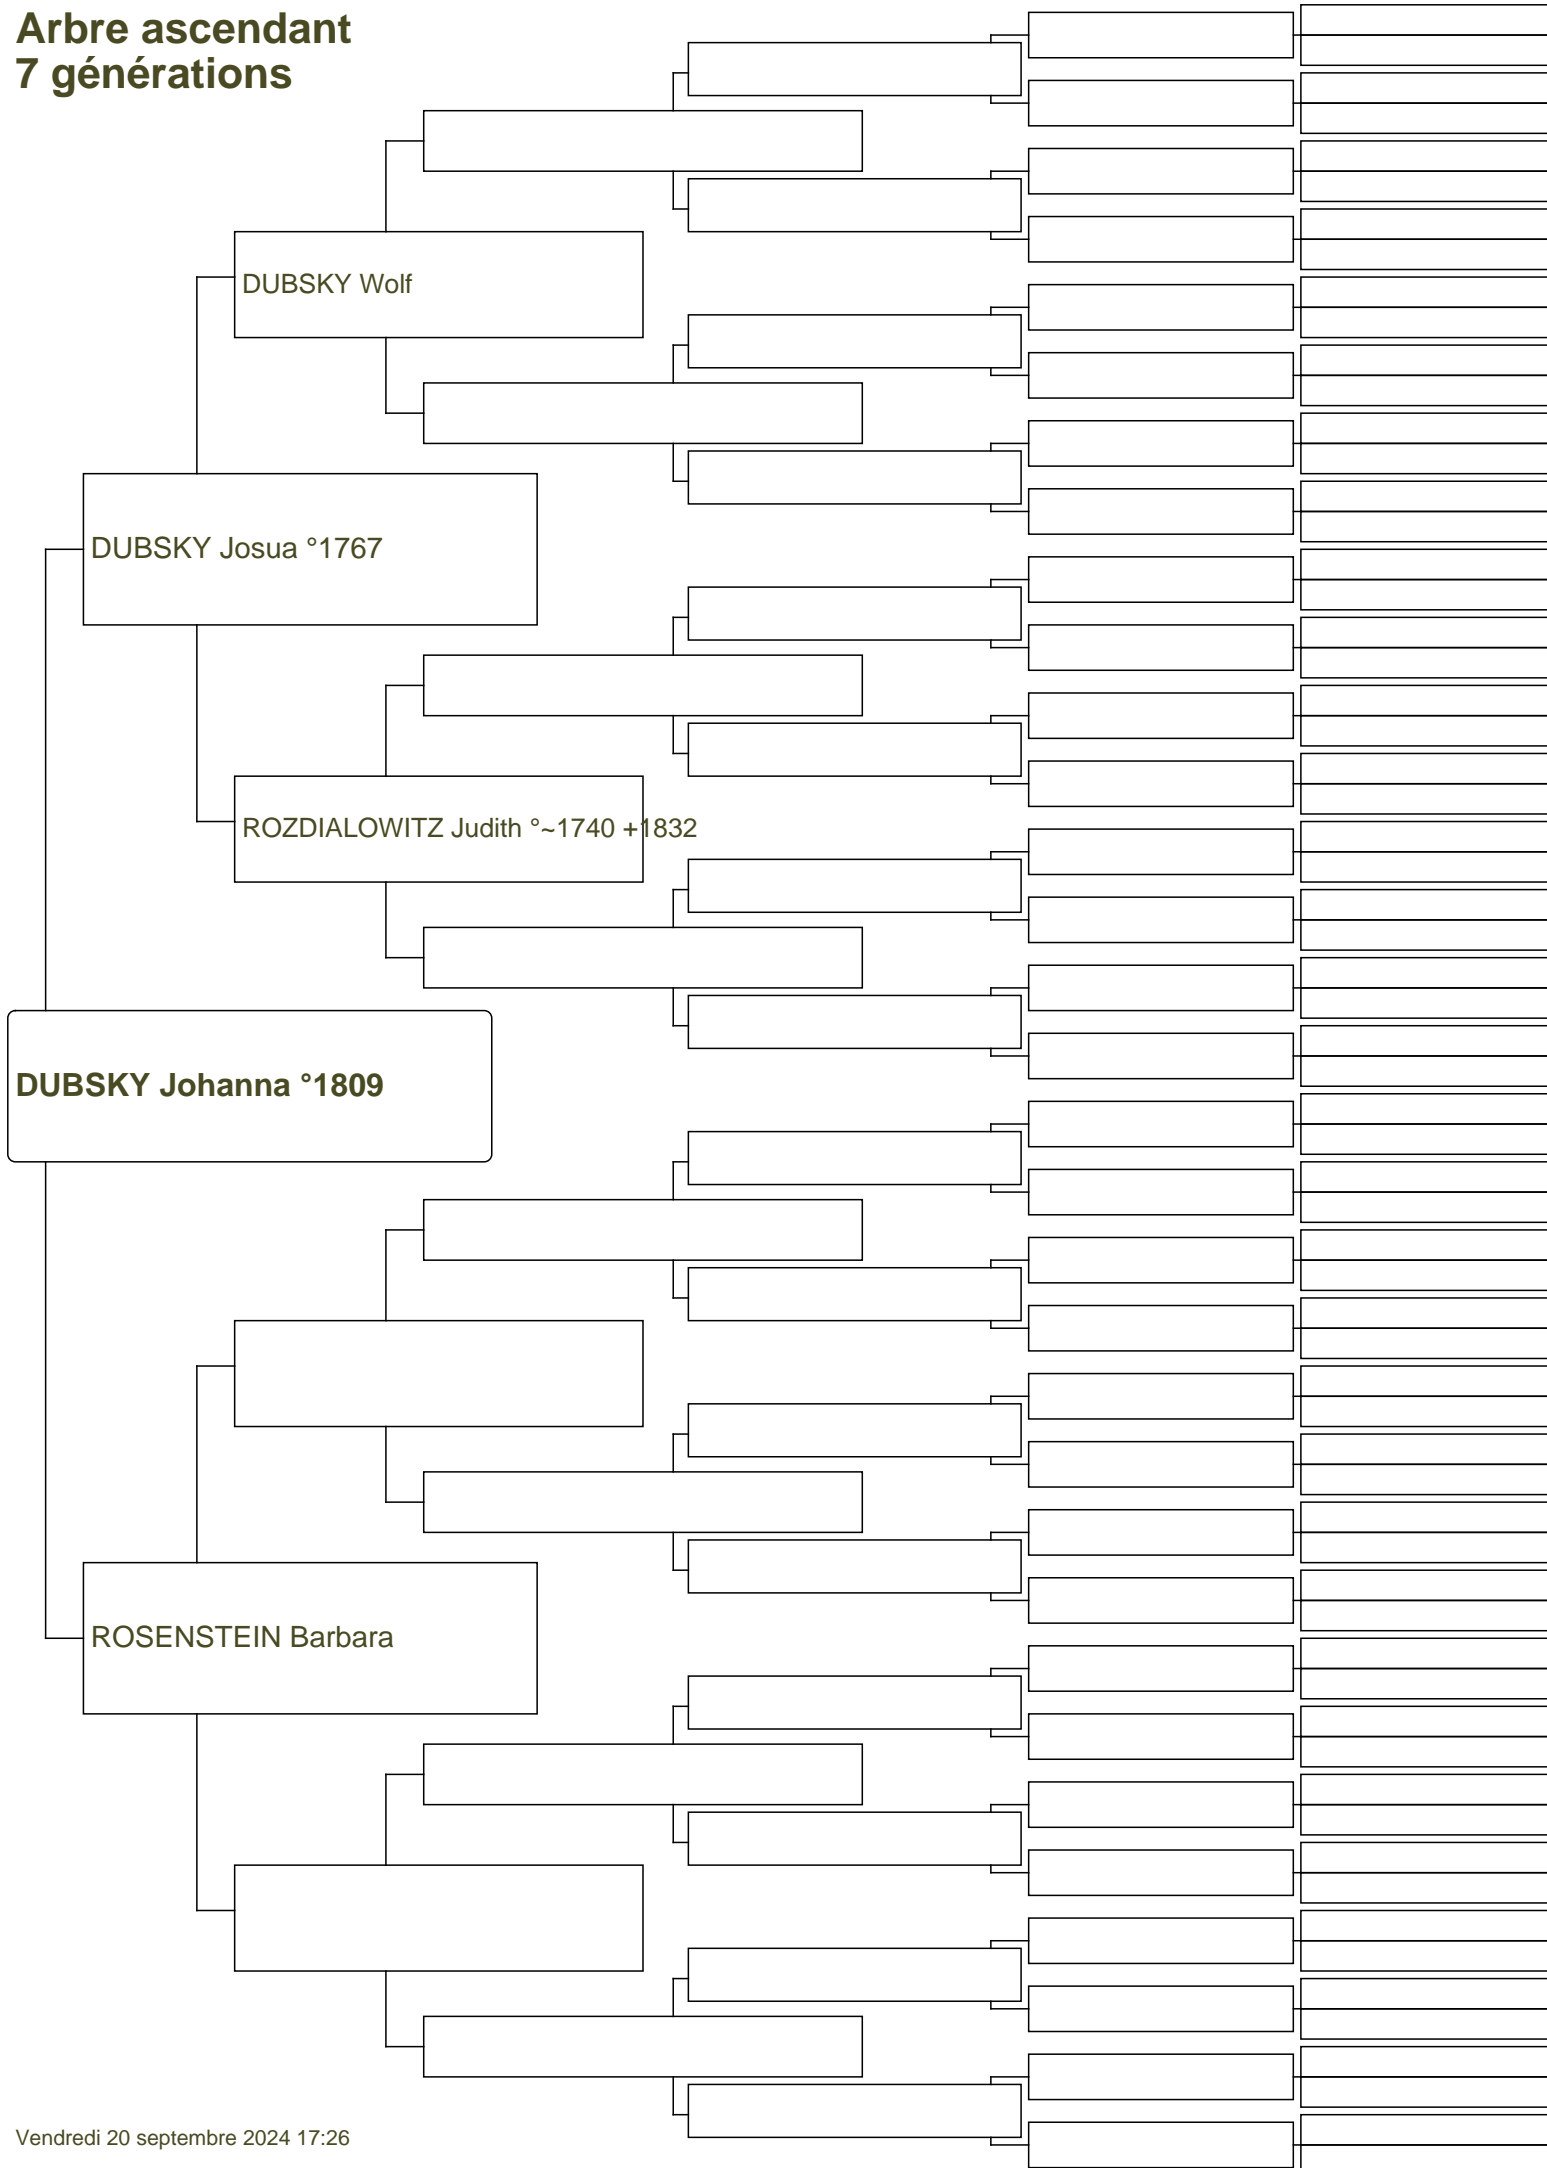 Arbre ascendant
7 générations
DUBSKY Wolf
DUBSKY Josua °1767
ROZDIALOWITZ Judith °~1740 +1832
DUBSKY Johanna °1809
ROSENSTEIN Barbara
Vendredi 20 septembre 2024 17:26